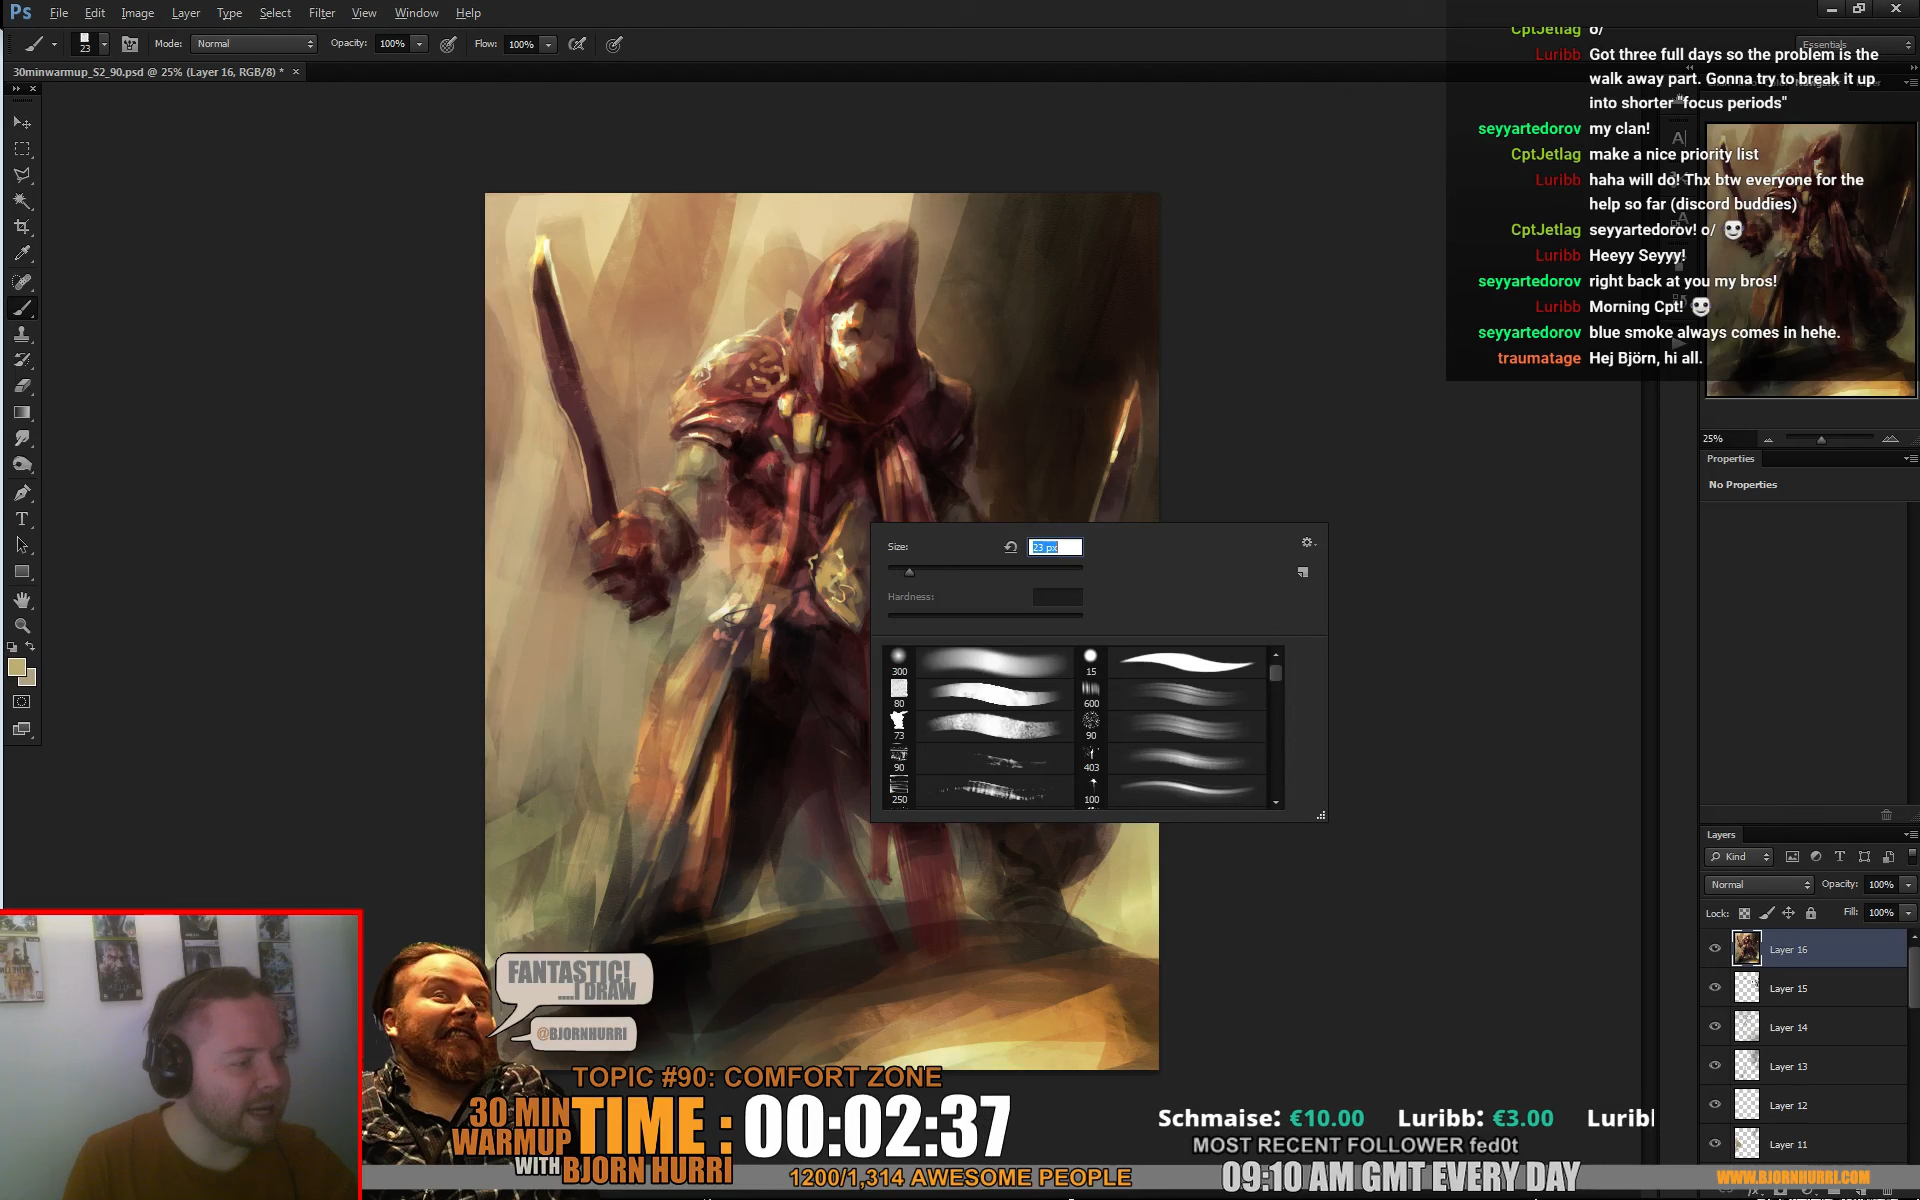 Ps File Edit Image Layer Type Select Filter View Window Help
23 Mode: Normal Opacity: 100% Flow: 100% Essentials
30minwarmup_S2_90.psd @ 25% (Layer 16, RGB/8) *
CptJetlag o/
Luribb Got three full days so the problem is the
walk away part. Gonna try to break it up
into shorter "focus periods"
seyyartedorov my clan!
CptJetlag make a nice priority list
Luribb haha will do! Thx btw everyone for the
help so far (discord buddies)
CptJetlag seyyartedorov! o/
Luribb Heeyy Seyyy!
seyyartedorov right back at you my bros!
Luribb Morning Cpt!
seyyartedorov blue smoke always comes in hehe.
traumatage Hej Björn, hi all.
25%
Properties
No Properties
Size: 23 px
Hardness:
300 15
80 600
73 90
90 403
250 100
Layers
Kind
Normal Opacity: 100%
Lock: Fill: 100%
Layer 16
Layer 15
Layer 14
Layer 13
Layer 12
Layer 11
FANTASTIC!
....I DRAW
@BJORNHURRI
TOPIC #90: COMFORT ZONE
30 MIN
WARMUP
WITH BJORN HURRI
TIME : 00:02:37
1200/1,314 AWESOME PEOPLE
Schmaise: €10.00 Luribb: €3.00 Luribl
MOST RECENT FOLLOWER fed0t
09:10 AM GMT EVERY DAY
WWW.BJORNHURRI.COM